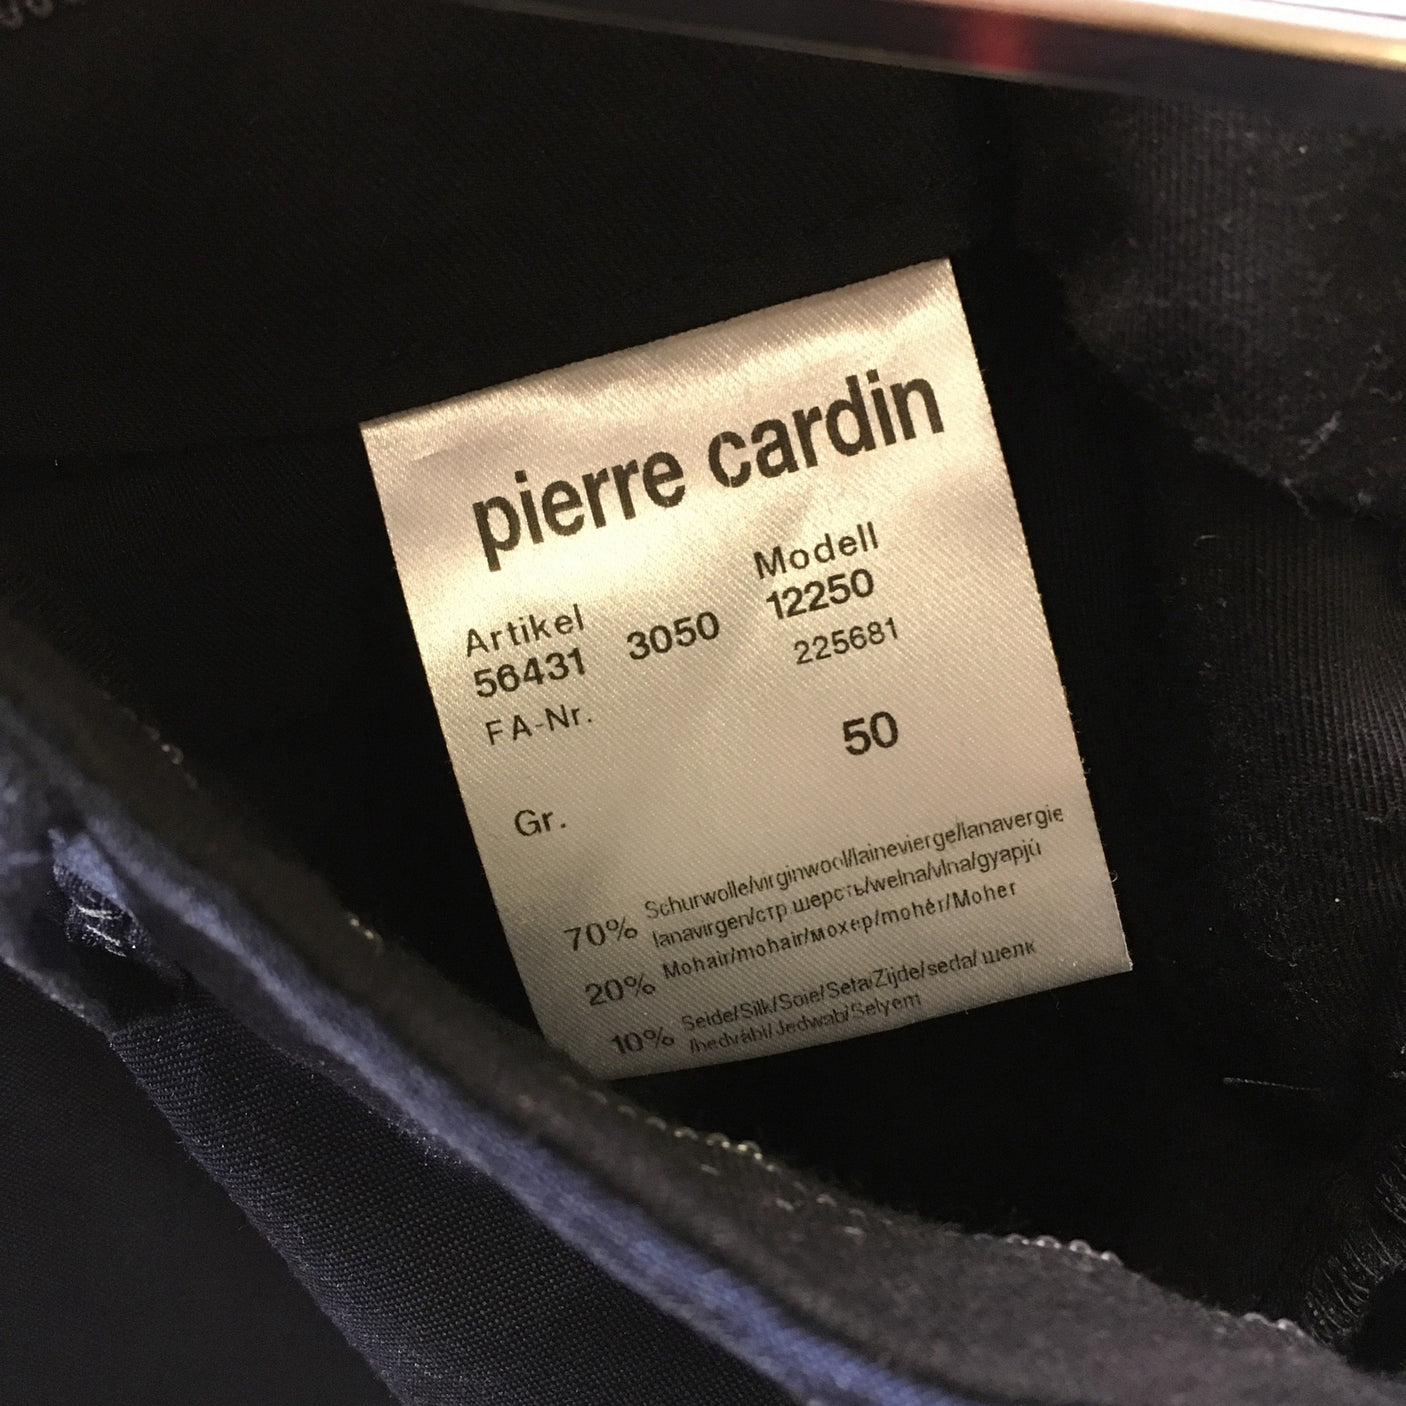 pierre cardin
Artikel Modell
56431 3050 12250
FA-Nr. 225681
Gr. 50
70% Schurwolle/virginwool/lainevierge/lanavergie
lanavirgen/стр.шерсть/welna/vlna/gyapjú
20% Mohair/mohair/мохер/mohér/Moher
10% Seide/Silk/Soie/Seta/Zijde/seda/шелк
/hedvábí/Jedwab/Selyem